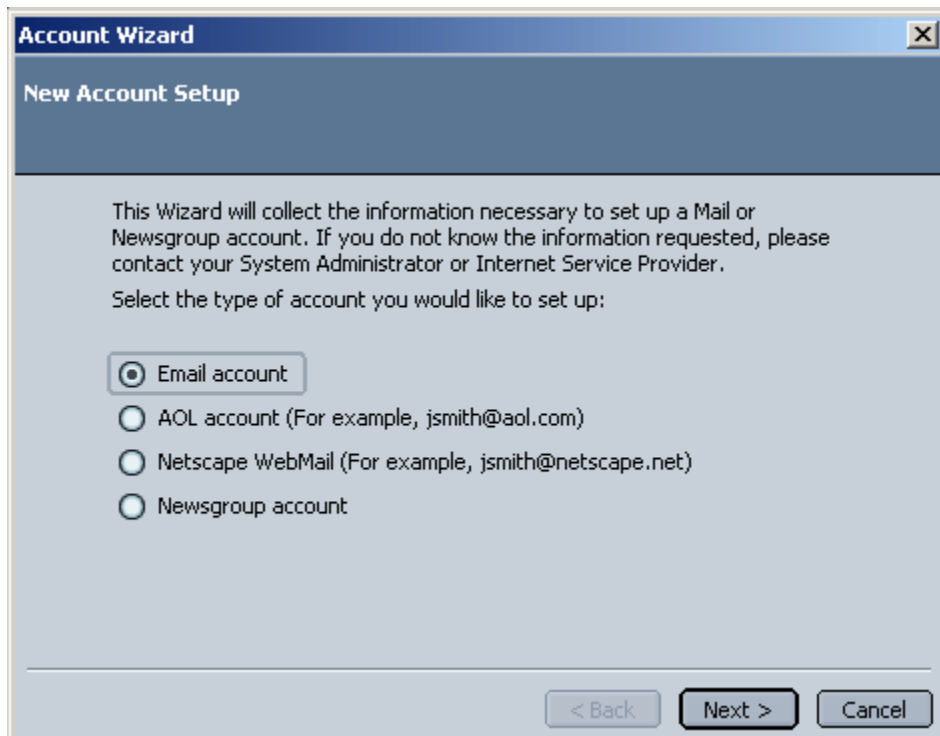 Account Wizard
New Account Setup
This Wizard will collect the information necessary to set up a Mail or
Newsgroup account. If you do not know the information requested, please
contact your System Administrator or Internet Service Provider.
Select the type of account you would like to set up:
Email account
AOL account (For example, jsmith@aol.com)
Netscape WebMail (For example, jsmith@netscape.net)
Newsgroup account
< Back Next > Cancel